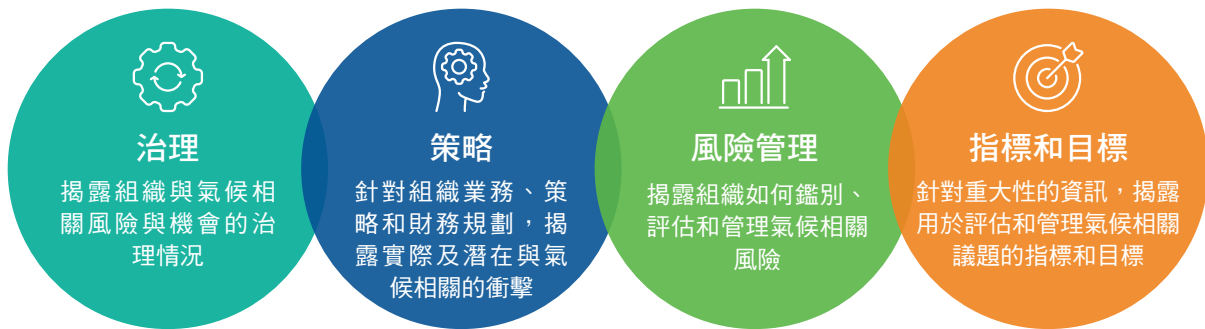 治理
揭露組織與氣候相
關風險與機會的治
理情況
策略
針對組織業務、策
略和財務規劃，揭
露實際及潛在與氣
候相關的衝擊
風險管理
揭露組織如何鑑別、
評估和管理氣候相關
風險
指標和目標
針對重大性的資訊，揭露
用於評估和管理氣候相關
議題的指標和目標